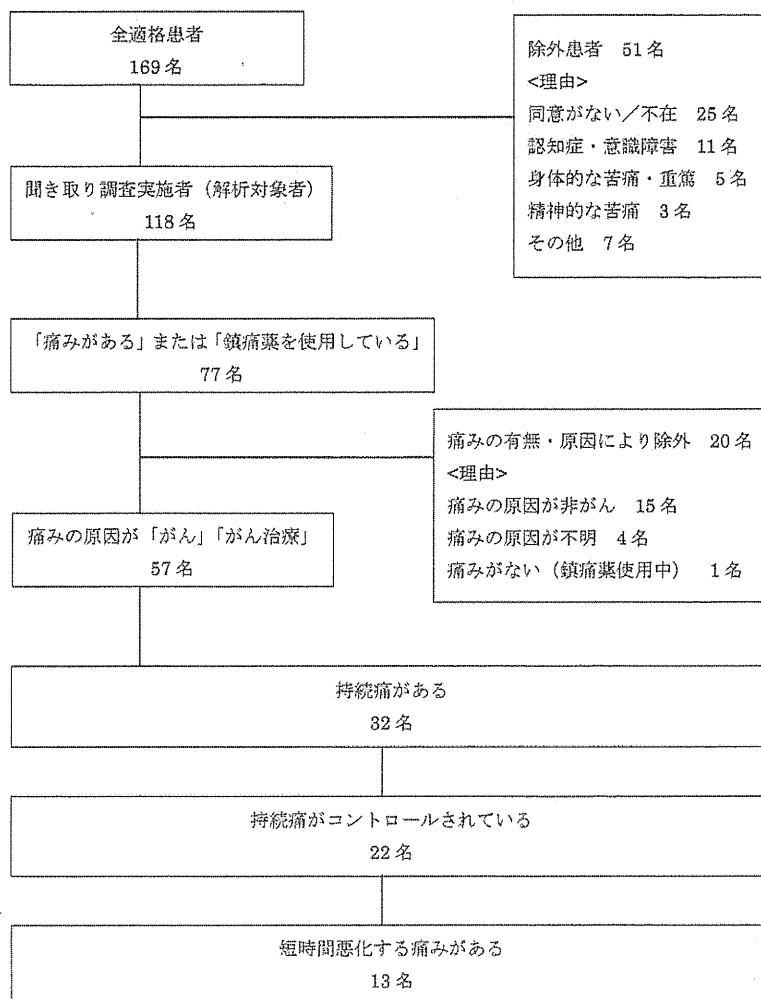 全適格患者
169名
除外患者 51名
<理由>
同意がない／不在 25名
認知症・意識障害 11名
身体的な苦痛・重篤 5名
精神的な苦痛 3名
その他 7名
聞き取り調査実施者（解析対象者）
118名
「痛みがある」または「鎮痛薬を使用している」
77名
痛みの有無・原因により除外 20名
<理由>
痛みの原因が非がん 15名
痛みの原因が不明 4名
痛みがない（鎮痛薬使用中） 1名
痛みの原因が「がん」「がん治療」
57名
持続痛がある
32名
持続痛がコントロールされている
22名
短時間悪化する痛みがある
13名